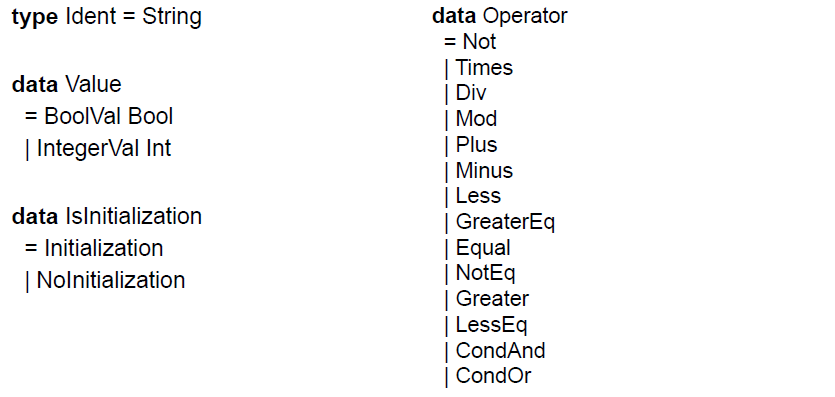 type Ident = String
data Value
= BoolVal Bool
| IntegerVal Int
data IsInitialization
= Initialization
| NoInitialization
data Operator
= Not
| Times
| Div
| Mod
| Plus
| Minus
| Less
| GreaterEq
| Equal
| NotEq
| Greater
| LessEq
| CondAnd
| CondOr